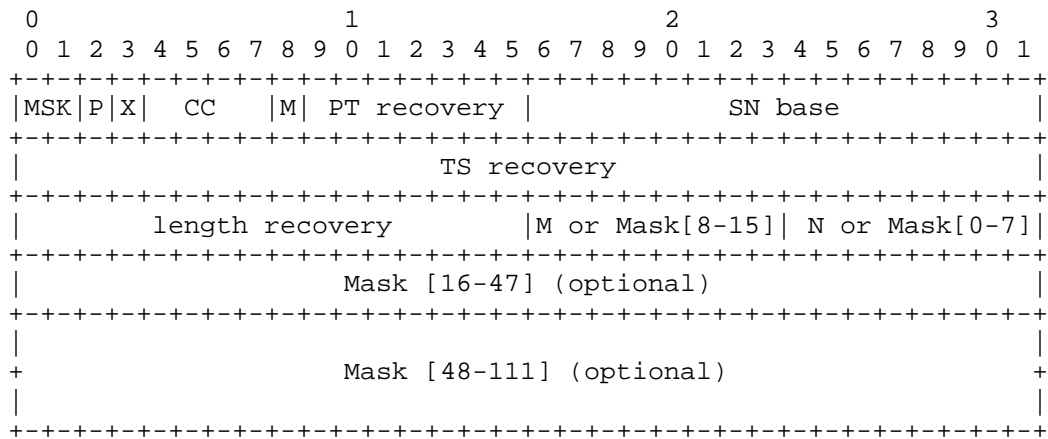 0                   1                   2                   3
 0 1 2 3 4 5 6 7 8 9 0 1 2 3 4 5 6 7 8 9 0 1 2 3 4 5 6 7 8 9 0 1
+-+-+-+-+-+-+-+-+-+-+-+-+-+-+-+-+-+-+-+-+-+-+-+-+-+-+-+-+-+-+-+-+
|MSK|P|X|  CC   |M| PT recovery |            SN base            |
+-+-+-+-+-+-+-+-+-+-+-+-+-+-+-+-+-+-+-+-+-+-+-+-+-+-+-+-+-+-+-+-+
|                          TS recovery                          |
+-+-+-+-+-+-+-+-+-+-+-+-+-+-+-+-+-+-+-+-+-+-+-+-+-+-+-+-+-+-+-+-+
|        length recovery        |M or Mask[8-15]| N or Mask[0-7]|
+-+-+-+-+-+-+-+-+-+-+-+-+-+-+-+-+-+-+-+-+-+-+-+-+-+-+-+-+-+-+-+-+
|                    Mask [16-47] (optional)                    |
+-+-+-+-+-+-+-+-+-+-+-+-+-+-+-+-+-+-+-+-+-+-+-+-+-+-+-+-+-+-+-+-+
|                                                               |
+                    Mask [48-111] (optional)                   +
|                                                               |
+-+-+-+-+-+-+-+-+-+-+-+-+-+-+-+-+-+-+-+-+-+-+-+-+-+-+-+-+-+-+-+-+